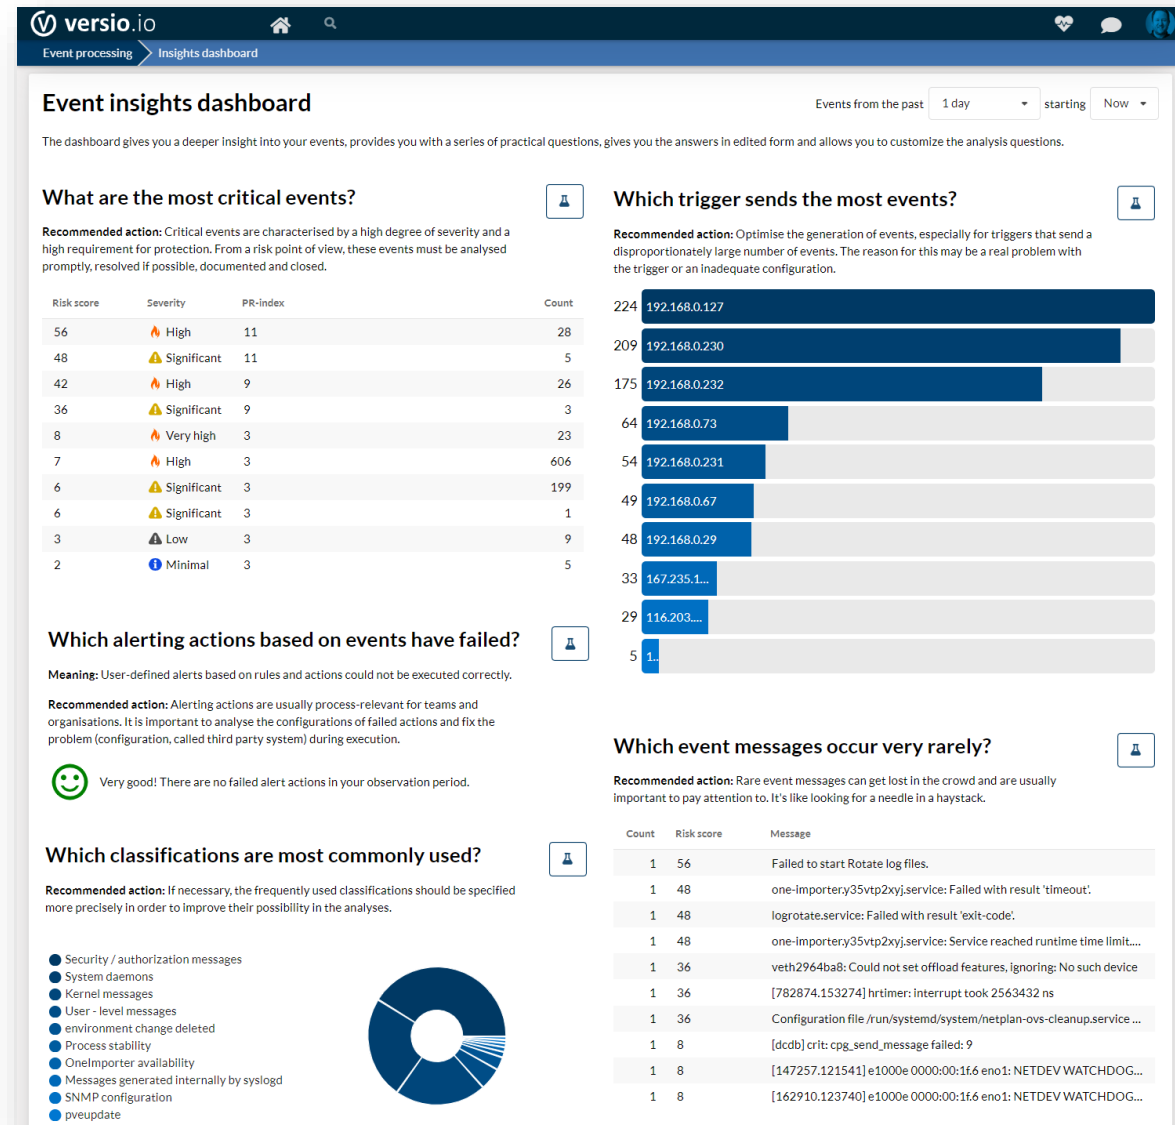 versio.io
Event processing Insights dashboard
Event insights dashboard
Events from the past 1 day starting Now
The dashboard gives you a deeper insight into your events, provides you with a series of practical questions, gives you the answers in edited form and allows you to customize the analysis questions.
What are the most critical events?
Recommended action: Critical events are characterised by a high degree of severity and a
high requirement for protection. From a risk point of view, these events must be analysed
promptly, resolved if possible, documented and closed.
Risk score Severity PR-index Count
56 High 11 28
48 Significant 11 5
42 High 9 26
36 Significant 9 3
8 Very high 3 23
7 High 3 606
6 Significant 3 199
6 Significant 3 1
3 Low 3 9
2 Minimal 3 5
Which alerting actions based on events have failed?
Meaning: User-defined alerts based on rules and actions could not be executed correctly.
Recommended action: Alerting actions are usually process-relevant for teams and
organisations. It is important to analyse the configurations of failed actions and fix the
problem (configuration, called third party system) during execution.
Very good! There are no failed alert actions in your observation period.
Which classifications are most commonly used?
Recommended action: If necessary, the frequently used classifications should be specified
more precisely in order to improve their possibility in the analyses.
Security / authorization messages
System daemons
Kernel messages
User - level messages
environment change deleted
Process stability
OneImporter availability
Messages generated internally by syslogd
SNMP configuration
pveupdate
Which trigger sends the most events?
Recommended action: Optimise the generation of events, especially for triggers that send a
disproportionately large number of events. The reason for this may be a real problem with
the trigger or an inadequate configuration.
224 192.168.0.127
209 192.168.0.230
175 192.168.0.232
64 192.168.0.73
54 192.168.0.231
49 192.168.0.67
48 192.168.0.29
33 167.235.1...
29 116.203....
5 1..
Which event messages occur very rarely?
Recommended action: Rare event messages can get lost in the crowd and are usually
important to pay attention to. It's like looking for a needle in a haystack.
Count Risk score Message
1 56 Failed to start Rotate log files.
1 48 one-importer.y35vtp2xyj.service: Failed with result 'timeout'.
1 48 logrotate.service: Failed with result 'exit-code'.
1 48 one-importer.y35vtp2xyj.service: Service reached runtime time limit....
1 36 veth2964ba8: Could not set offload features, ignoring: No such device
1 36 [782874.153274] hrtimer: interrupt took 2563432 ns
1 36 Configuration file /run/systemd/system/netplan-ovs-cleanup.service ...
1 8 [dcdb] crit: cpg_send_message failed: 9
1 8 [147257.121541] e1000e 0000:00:1f.6 eno1: NETDEV WATCHDOG...
1 8 [162910.123740] e1000e 0000:00:1f.6 eno1: NETDEV WATCHDOG...